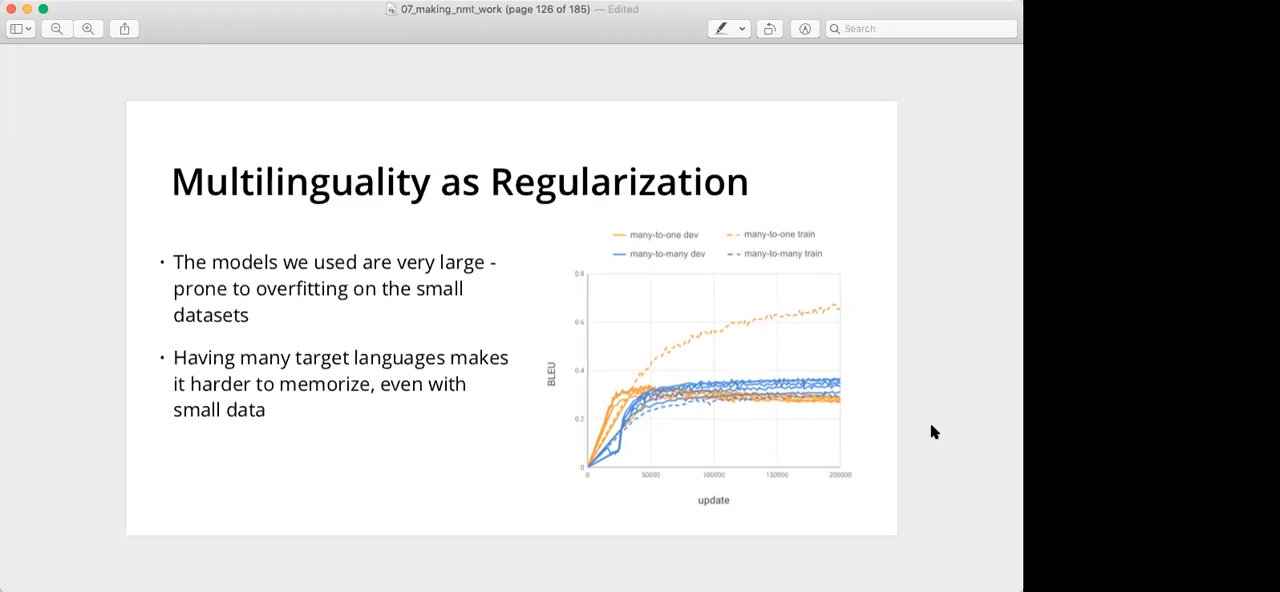 07_making_nmt_work (page 126 of 185) — Edited
Search
Multilinguality as Regularization
• The models we used are very large -
prone to overfitting on the small
datasets
• Having many target languages makes
it harder to memorize, even with
small data
many-to-one dev
many-to-one train
many-to-many dev
many-to-many train
0.8
0.6
0.4
0.2
0
BLEU
0
50000
100000
150000
200000
update